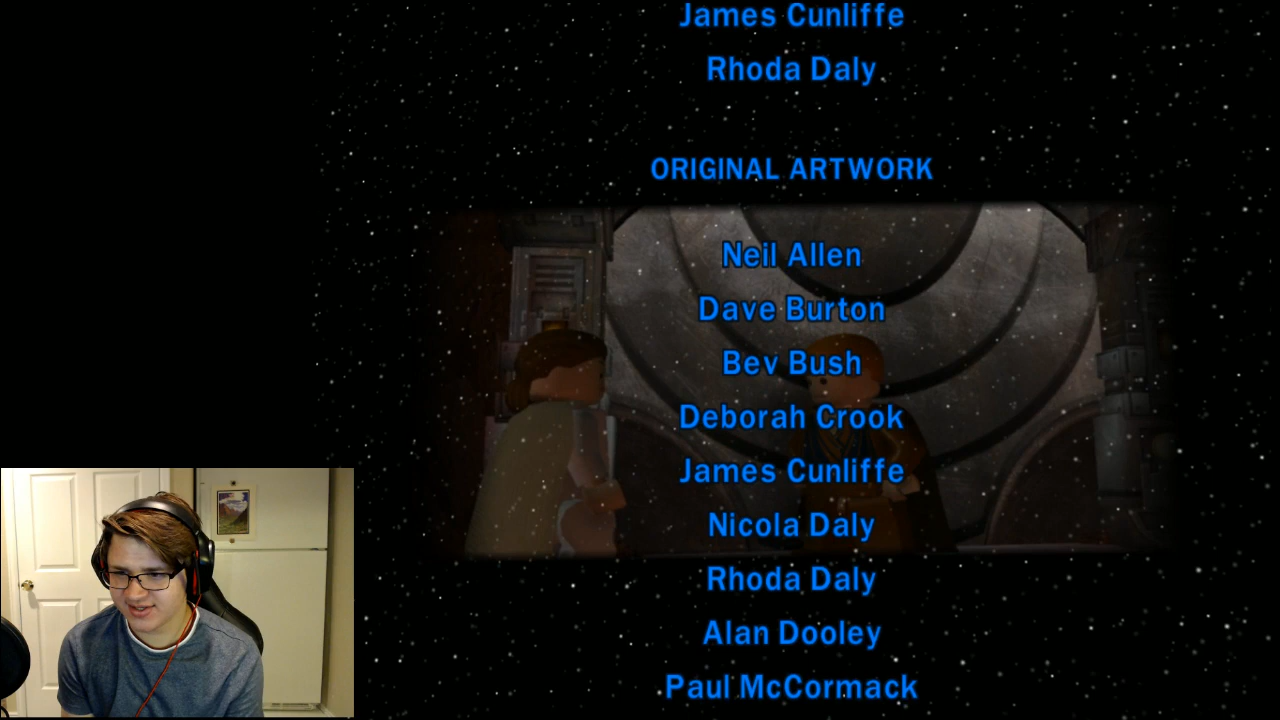 James Cunliffe
Rhoda Daly
ORIGINAL ARTWORK
Neil Allen
Dave Burton
Bev Bush
Deborah Crook
James Cunliffe
Nicola Daly
Rhoda Daly
Alan Dooley
Paul McCormack